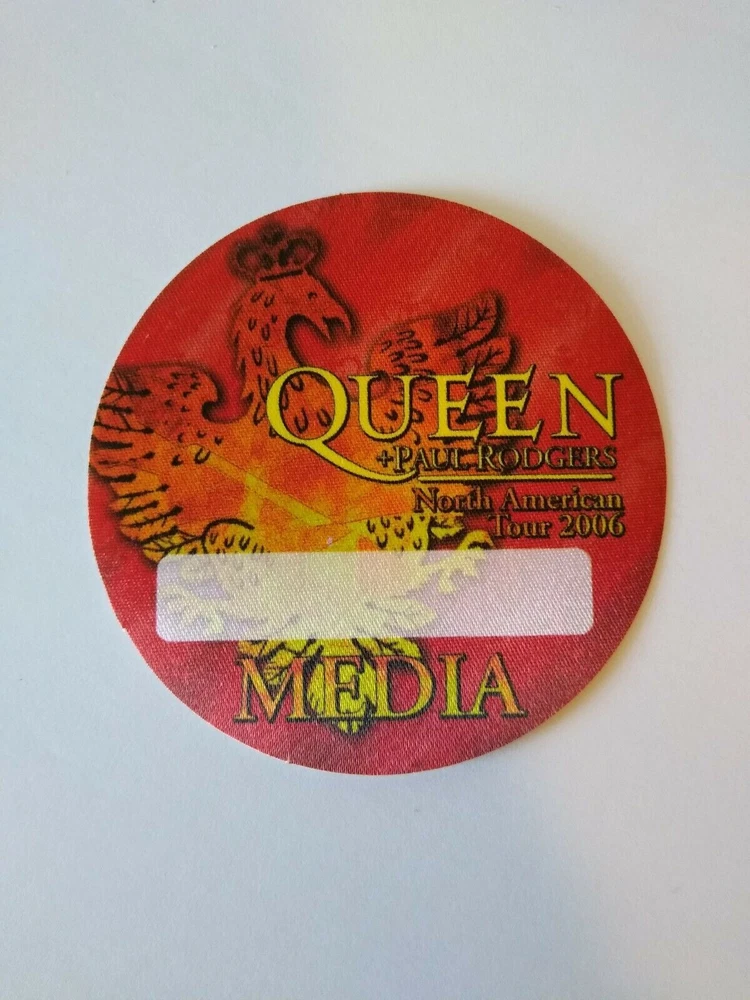 QUEEN
+PAUL RODGERS
North American
Tour 2006
MEDIA